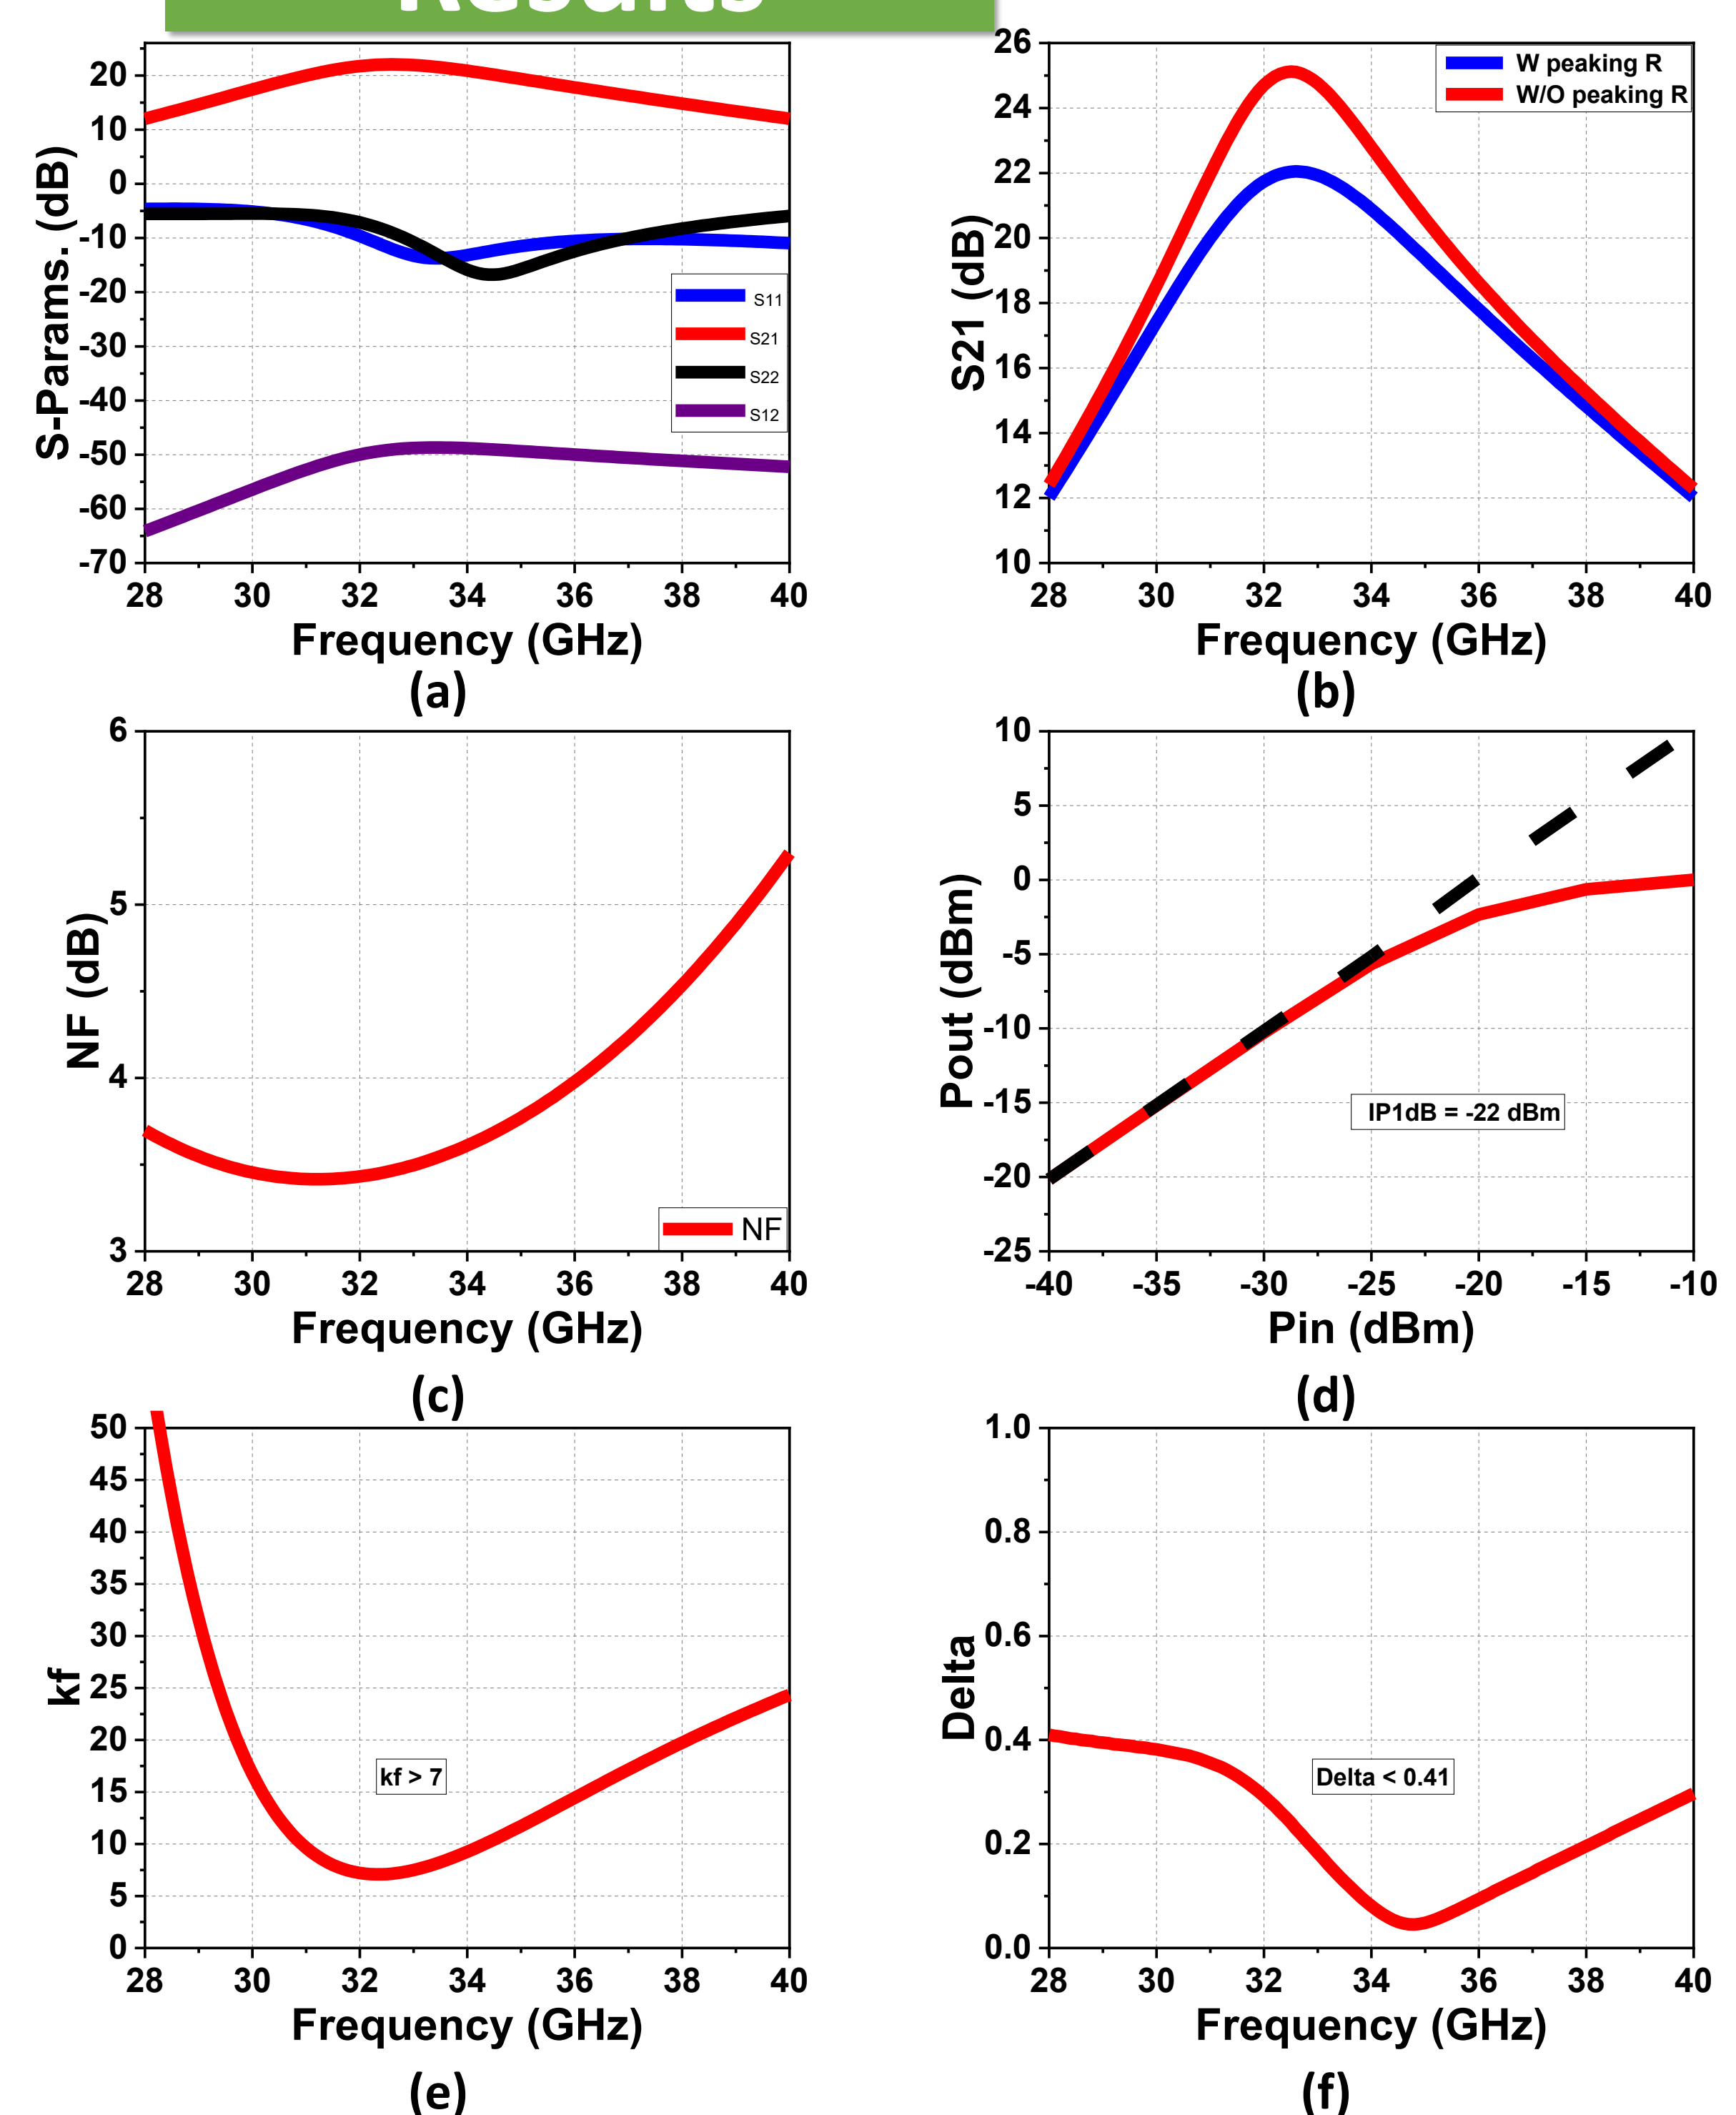 Results
20
10
0
-10
-20
-30
-40
-50
-60
-70
S-Params. (dB)
S11
S21
S22
S12
28 30 32 34 36 38 40
Frequency (GHz)
(a)
26
24
22
20
18
16
14
12
10
S21 (dB)
W peaking R
W/O peaking R
28 30 32 34 36 38 40
Frequency (GHz)
(b)
6
5
4
3
NF (dB)
NF
28 30 32 34 36 38 40
Frequency (GHz)
(c)
10
5
0
-5
-10
-15
-20
-25
Pout (dBm)
IP1dB = -22 dBm
-40 -35 -30 -25 -20 -15 -10
Pin (dBm)
(d)
50
45
40
35
30
25
20
15
10
5
0
kf
kf > 7
28 30 32 34 36 38 40
Frequency (GHz)
(e)
1.0
0.8
0.6
0.4
0.2
0.0
Delta
Delta < 0.41
28 30 32 34 36 38 40
Frequency (GHz)
(f)